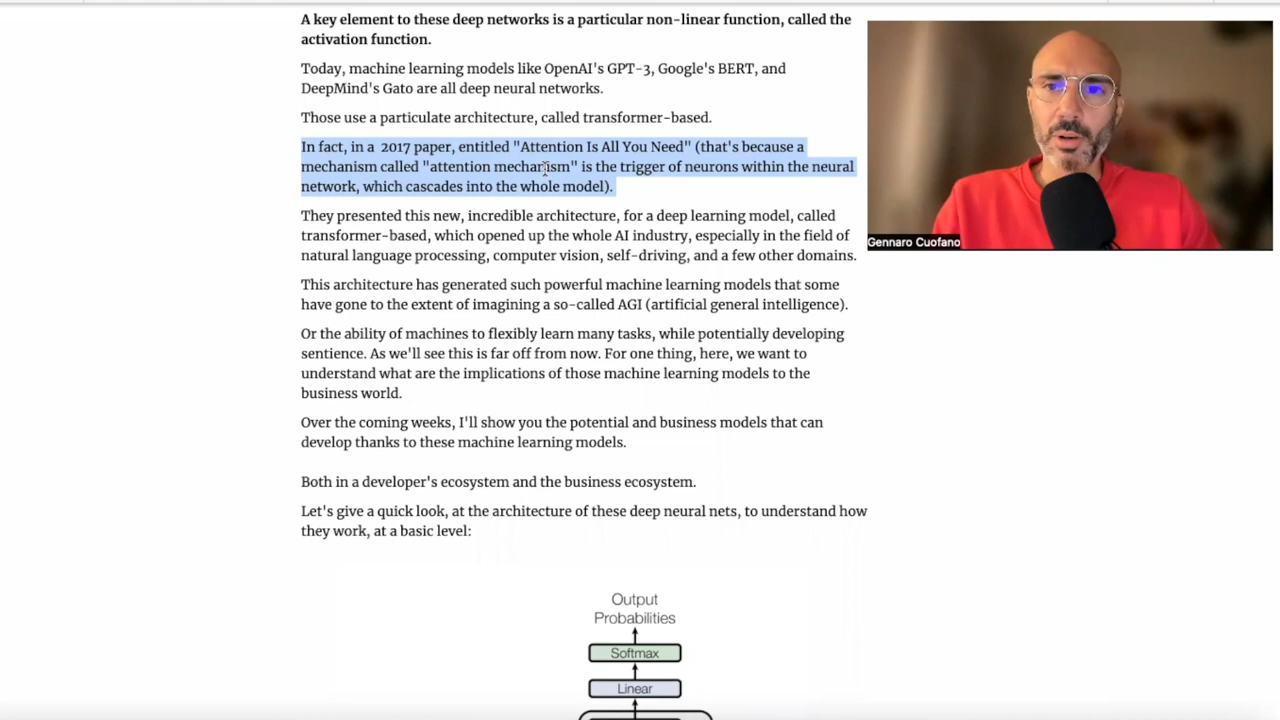 A key element to these deep networks is a particular non-linear function, called the
activation function.
Today, machine learning models like OpenAI's GPT-3, Google's BERT, and
DeepMind's Gato are all deep neural networks.
Those use a particulate architecture, called transformer-based.
In fact, in a 2017 paper, entitled "Attention Is All You Need" (that's because a
mechanism called "attention mechanism" is the trigger of neurons within the neural
network, which cascades into the whole model).
They presented this new, incredible architecture, for a deep learning model, called
transformer-based, which opened up the whole AI industry, especially in the field of
natural language processing, computer vision, self-driving, and a few other domains.
This architecture has generated such powerful machine learning models that some
have gone to the extent of imagining a so-called AGI (artificial general intelligence).
Or the ability of machines to flexibly learn many tasks, while potentially developing
sentience. As we'll see this is far off from now. For one thing, here, we want to
understand what are the implications of those machine learning models to the
business world.
Over the coming weeks, I'll show you the potential and business models that can
develop thanks to these machine learning models.
Both in a developer's ecosystem and the business ecosystem.
Let's give a quick look, at the architecture of these deep neural nets, to understand how
they work, at a basic level:
Output
Probabilities
Softmax
Linear
Gennaro Cuofano